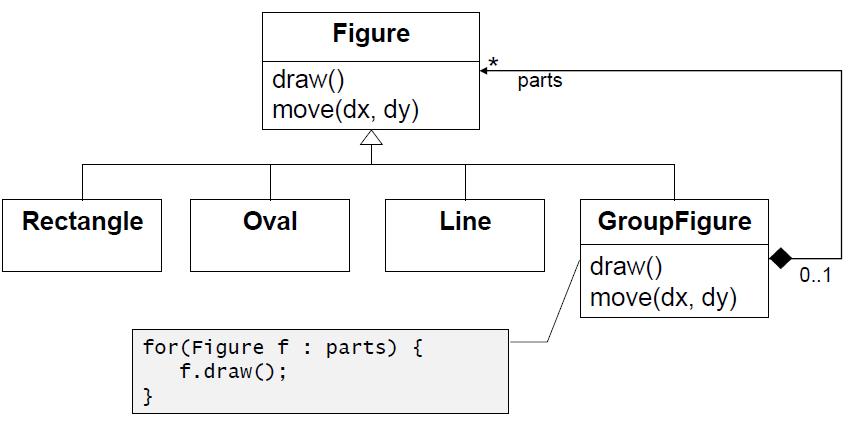 Figure
draw()
move(dx, dy)
*
parts
Rectangle
Oval
Line
GroupFigure
draw()
move(dx, dy)
0..1
for(Figure f : parts) {
f.draw();
}